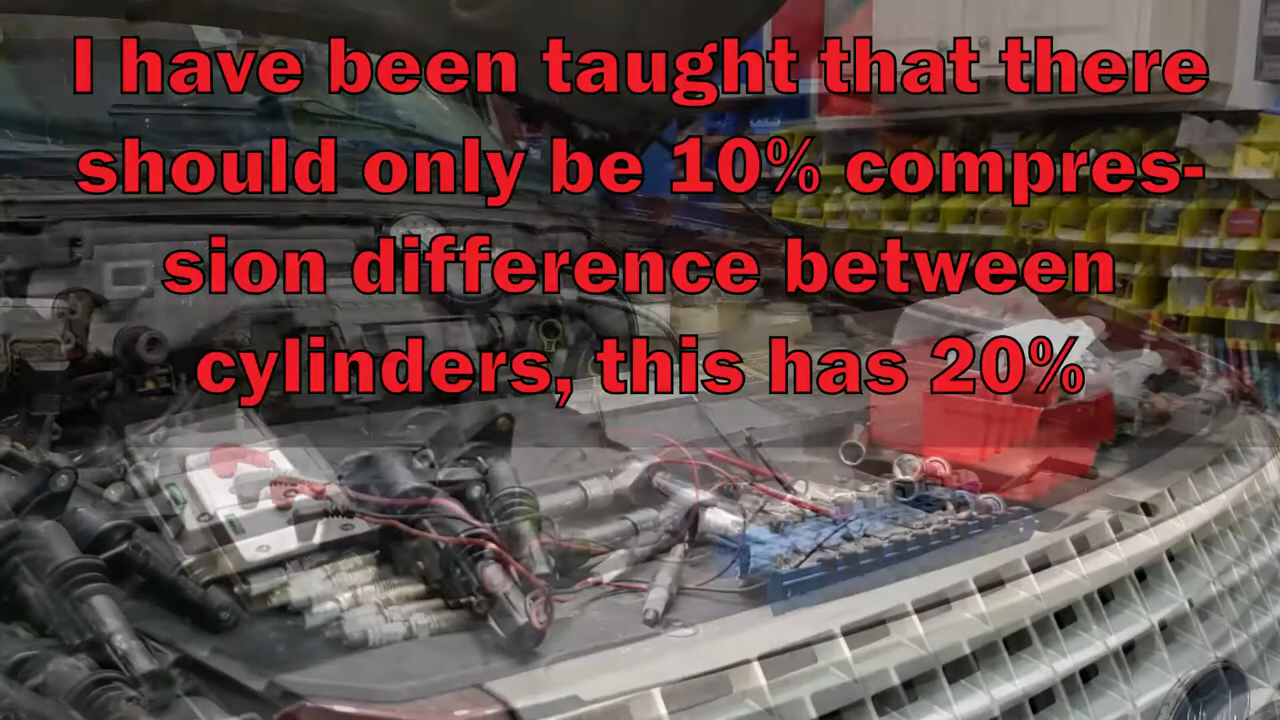 I have been taught that there
should only be 10% compres-
sion difference between
cylinders, this has 20%